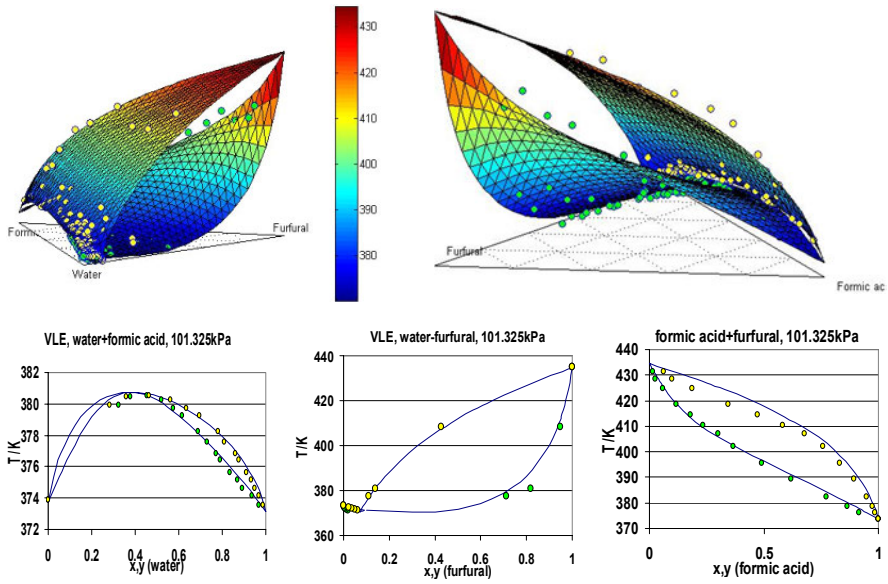 430
420
410
400
390
380
Formi
Furfural
Water
Furfural
Formic ac
VLE, water+formic acid, 101.325kPa
T /K
382
380
378
376
374
372
0
0.2
0.4
0.6
0.8
1
x,y (water)
VLE, water-furfural, 101.325kPa
T /K
440
420
400
380
360
0
0.2
0.4
0.6
0.8
1
x,y (furfural)
formic acid+furfural, 101.325kPa
T /K
440
430
420
410
400
390
380
370
0
0.5
1
x,y (formic acid)